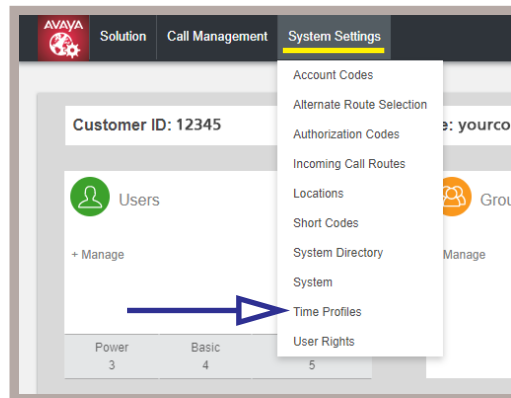 AVAYA
Solution Call Management System Settings
Account Codes
Alternate Route Selection
Authorization Codes
Incoming Call Routes
Locations
Short Codes
System Directory
System
Time Profiles
User Rights
Customer ID: 12345
e: yourco
Users
Grou
+ Manage
Manage
Power Basic
3 4 5